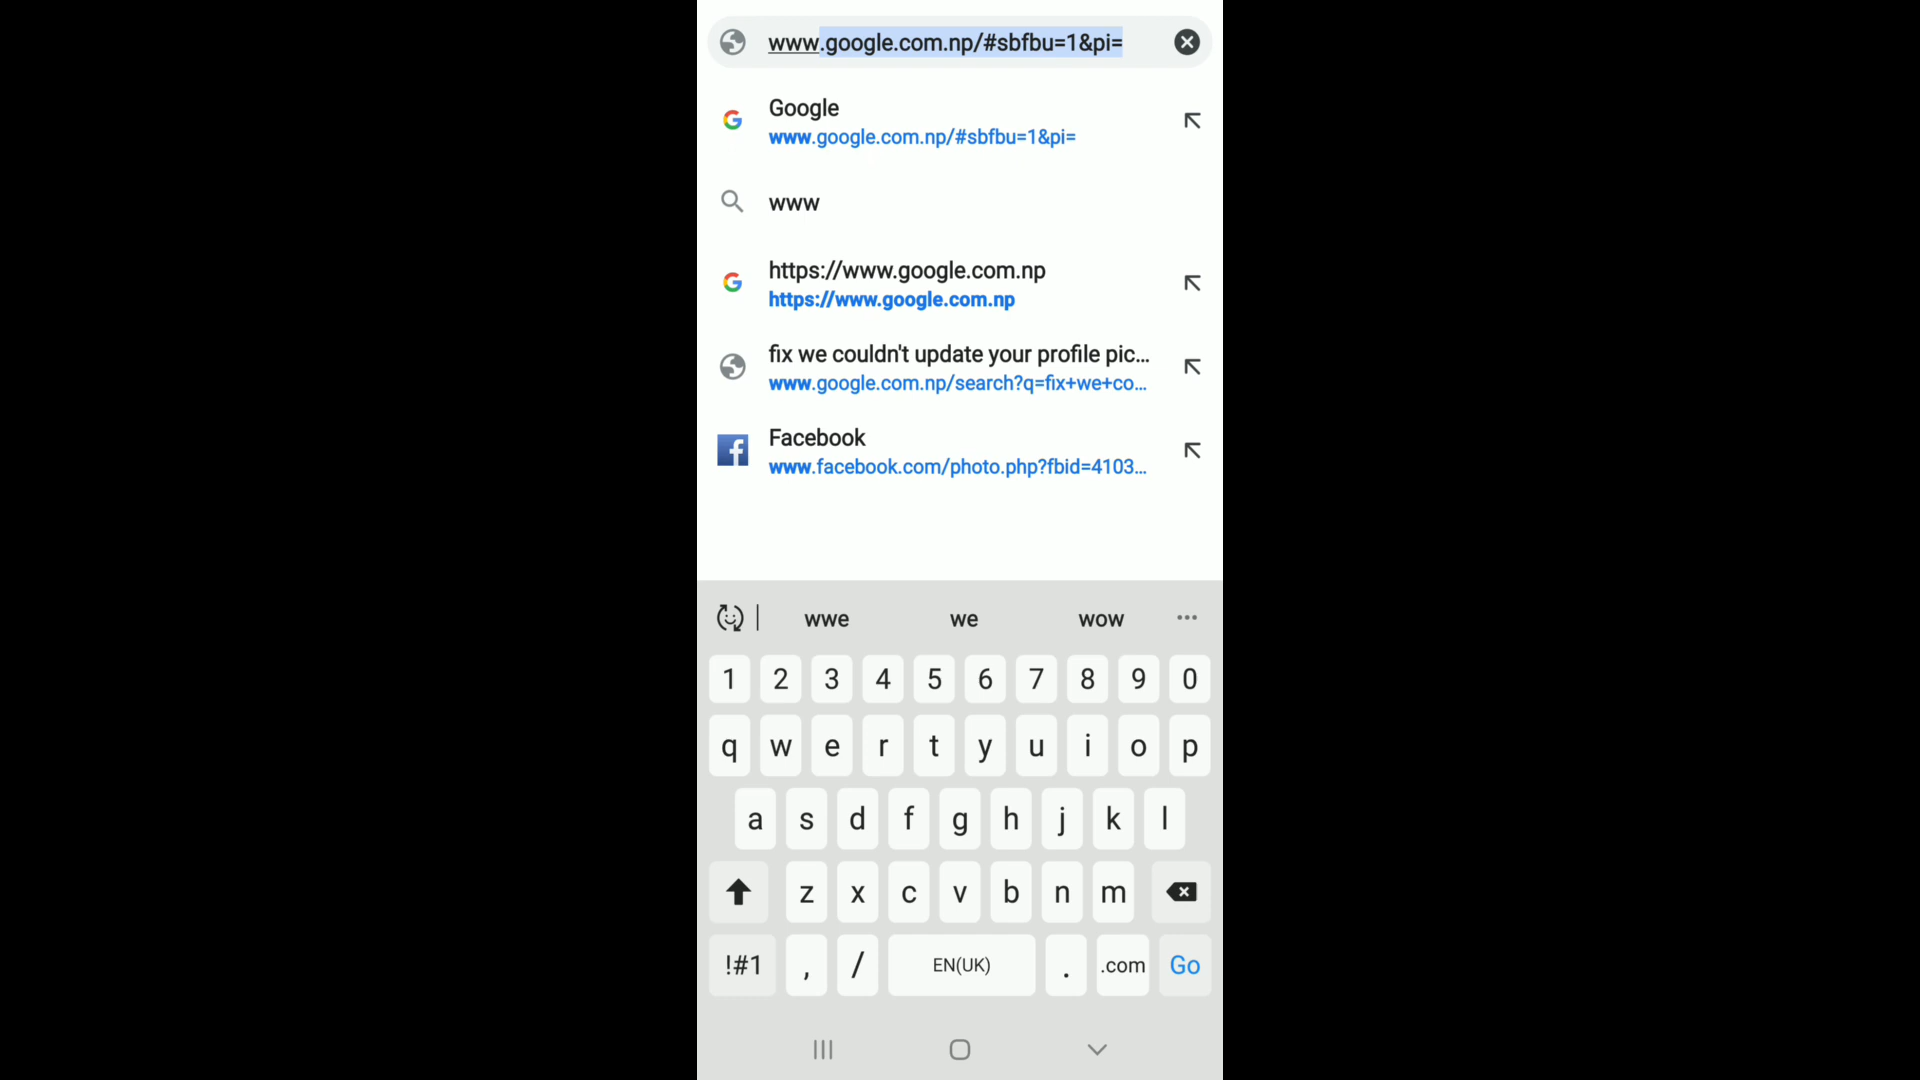 www.google.com.np/#sbfbu=1&pi=
Google
www.google.com.np/#sbfbu=1&pi=
www
https://www.google.com.np
https://www.google.com.np
fix we couldn't update your profile pic...
www.google.com.np/search?q=fix+we+co...
Facebook
www.facebook.com/photo.php?fbid=4103...
wwe we wow ...
1 2 3 4 5 6 7 8 9 0
q w e r t y u i o p
a s d f g h j k l
z x c v b n m
!#1 , / EN(UK) . .com Go